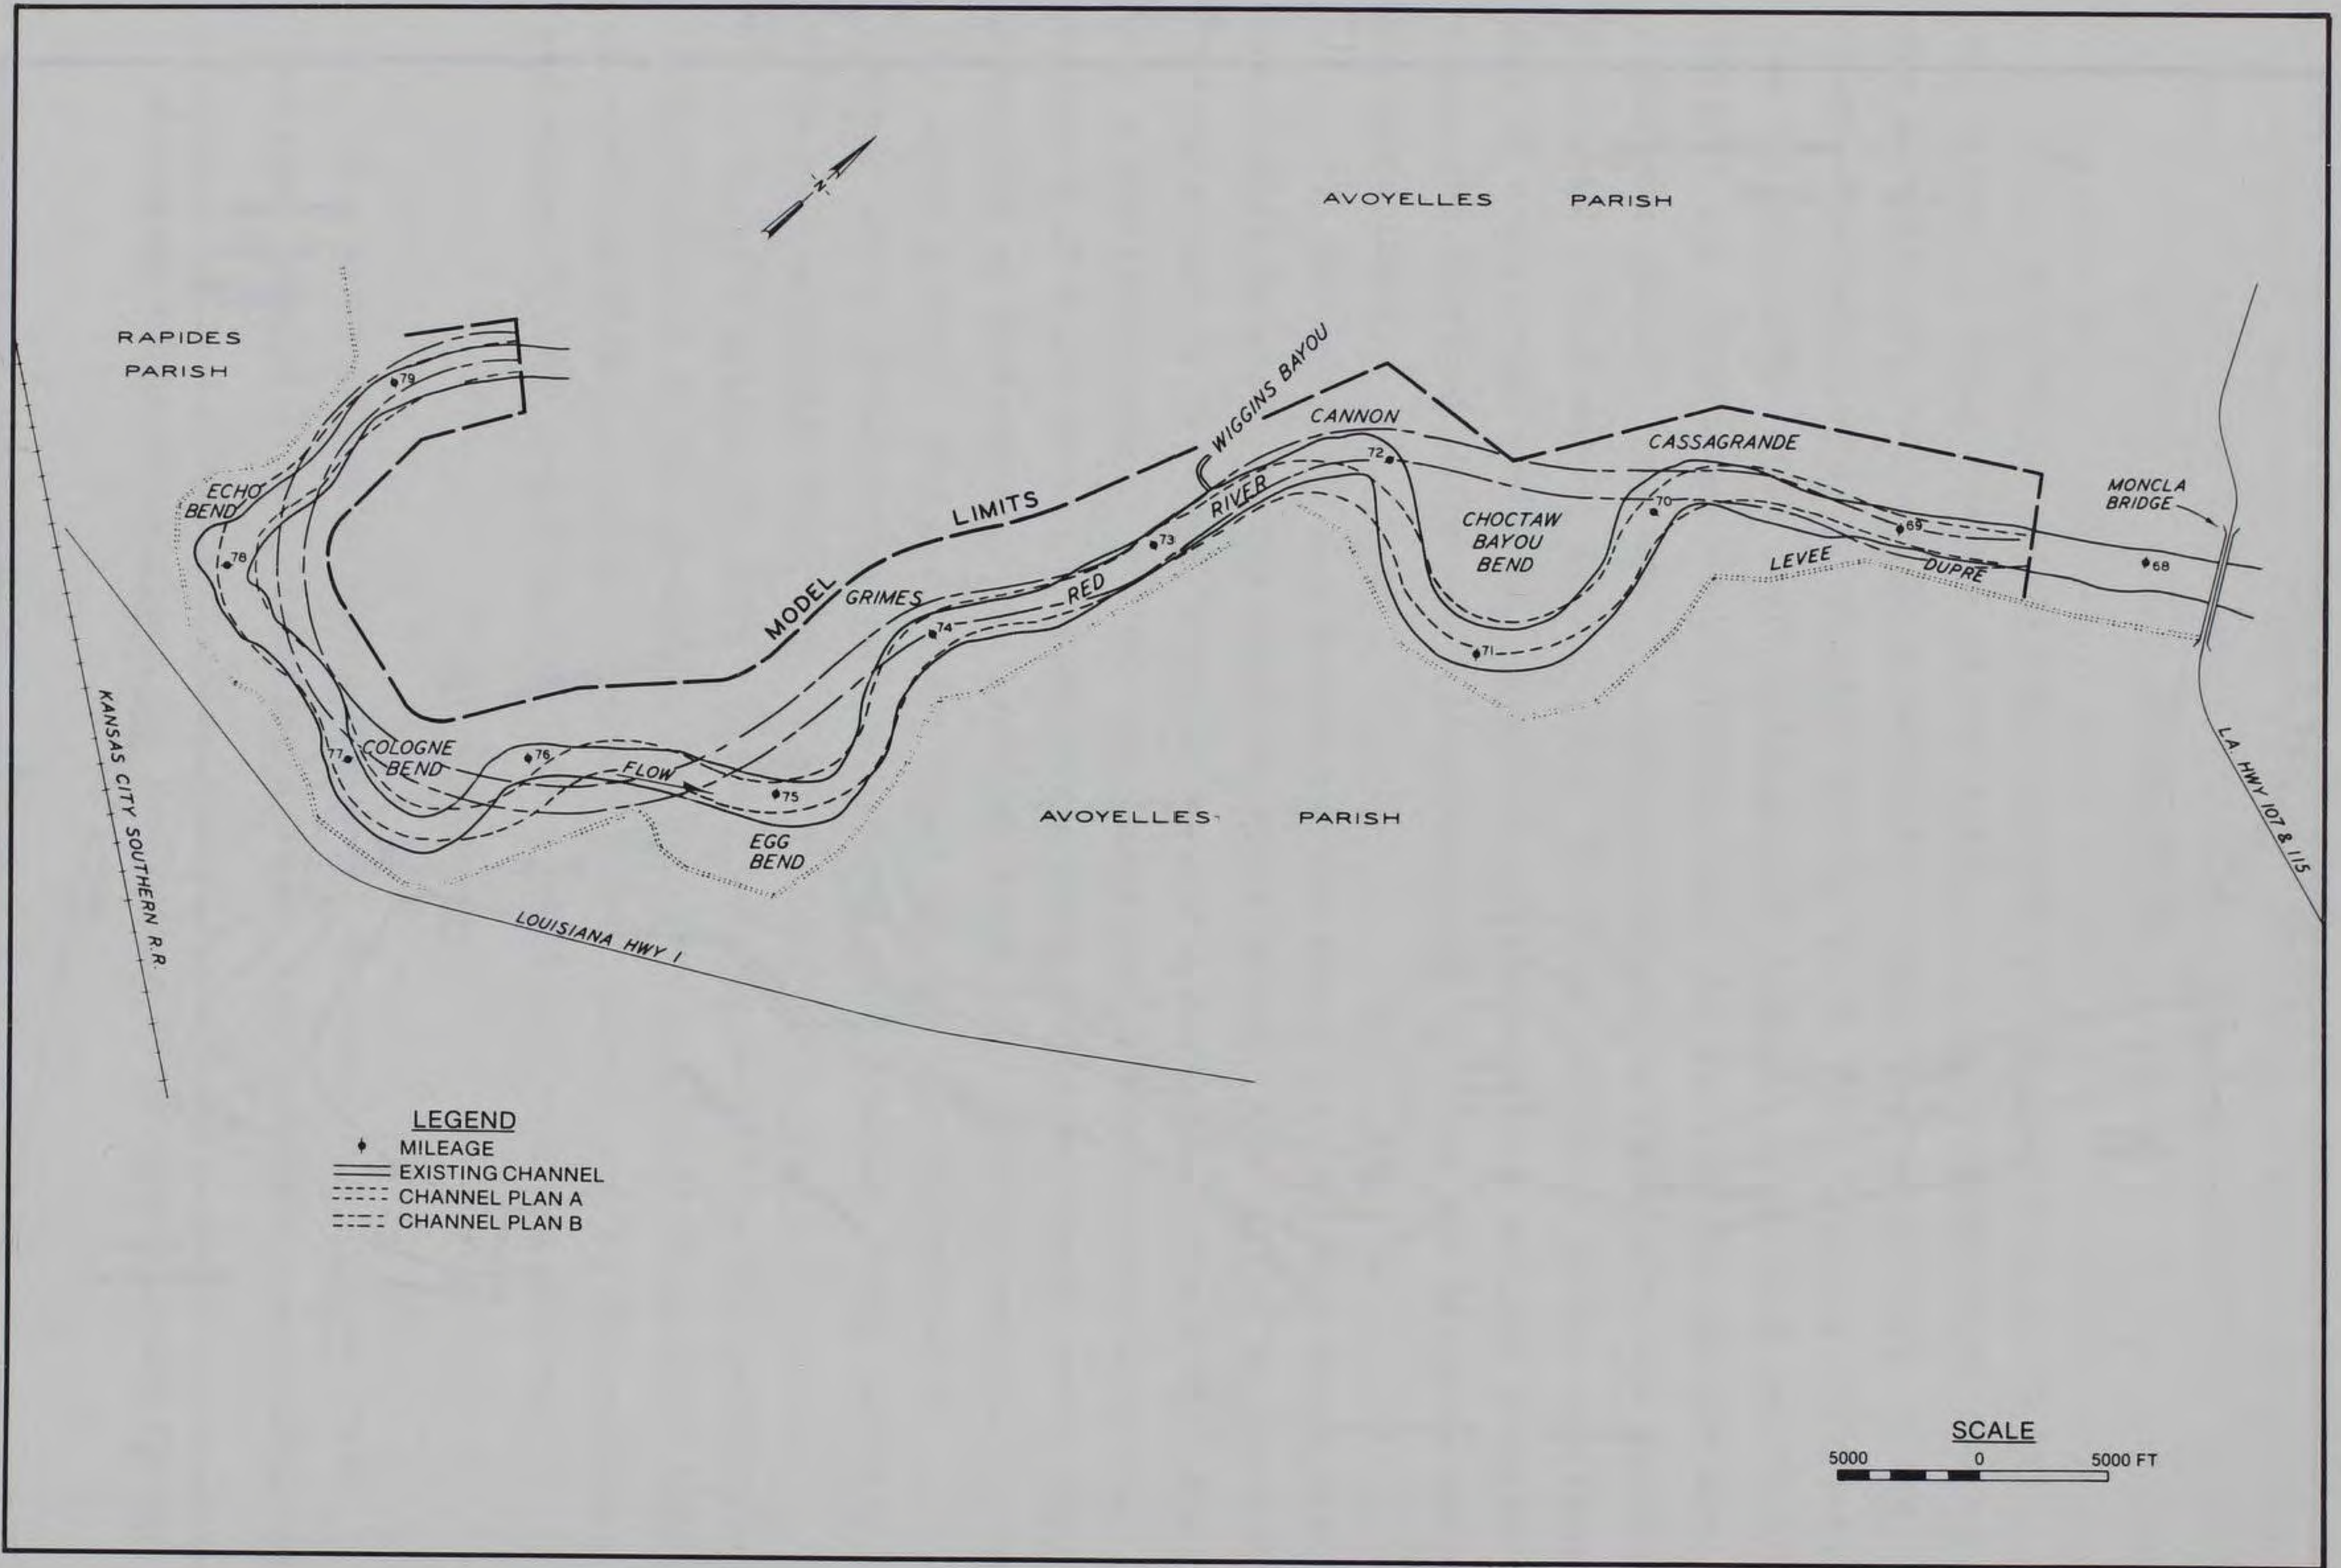 N
AVOYELLES PARISH
RAPIDES
PARISH
79
WIGGINS BAYOU
CANNON
CASSAGRANDE
72
ECHO
BEND
MODEL LIMITS
RIVER
70
CHOCTAW
BAYOU
BEND
69
MONCLA
BRIDGE
73
78
RED
LEVEE
DUPRE
68
GRIMES
74
71
KANSAS CITY SOUTHERN R.R.
COLOGNE
BEND
77
76
FLOW
75
EGG
BEND
AVOYELLES PARISH
LA. HWY 107 & 115
LOUISIANA HWY 1
LEGEND
MILEAGE
EXISTING CHANNEL
CHANNEL PLAN A
CHANNEL PLAN B
SCALE
5000 0 5000 FT